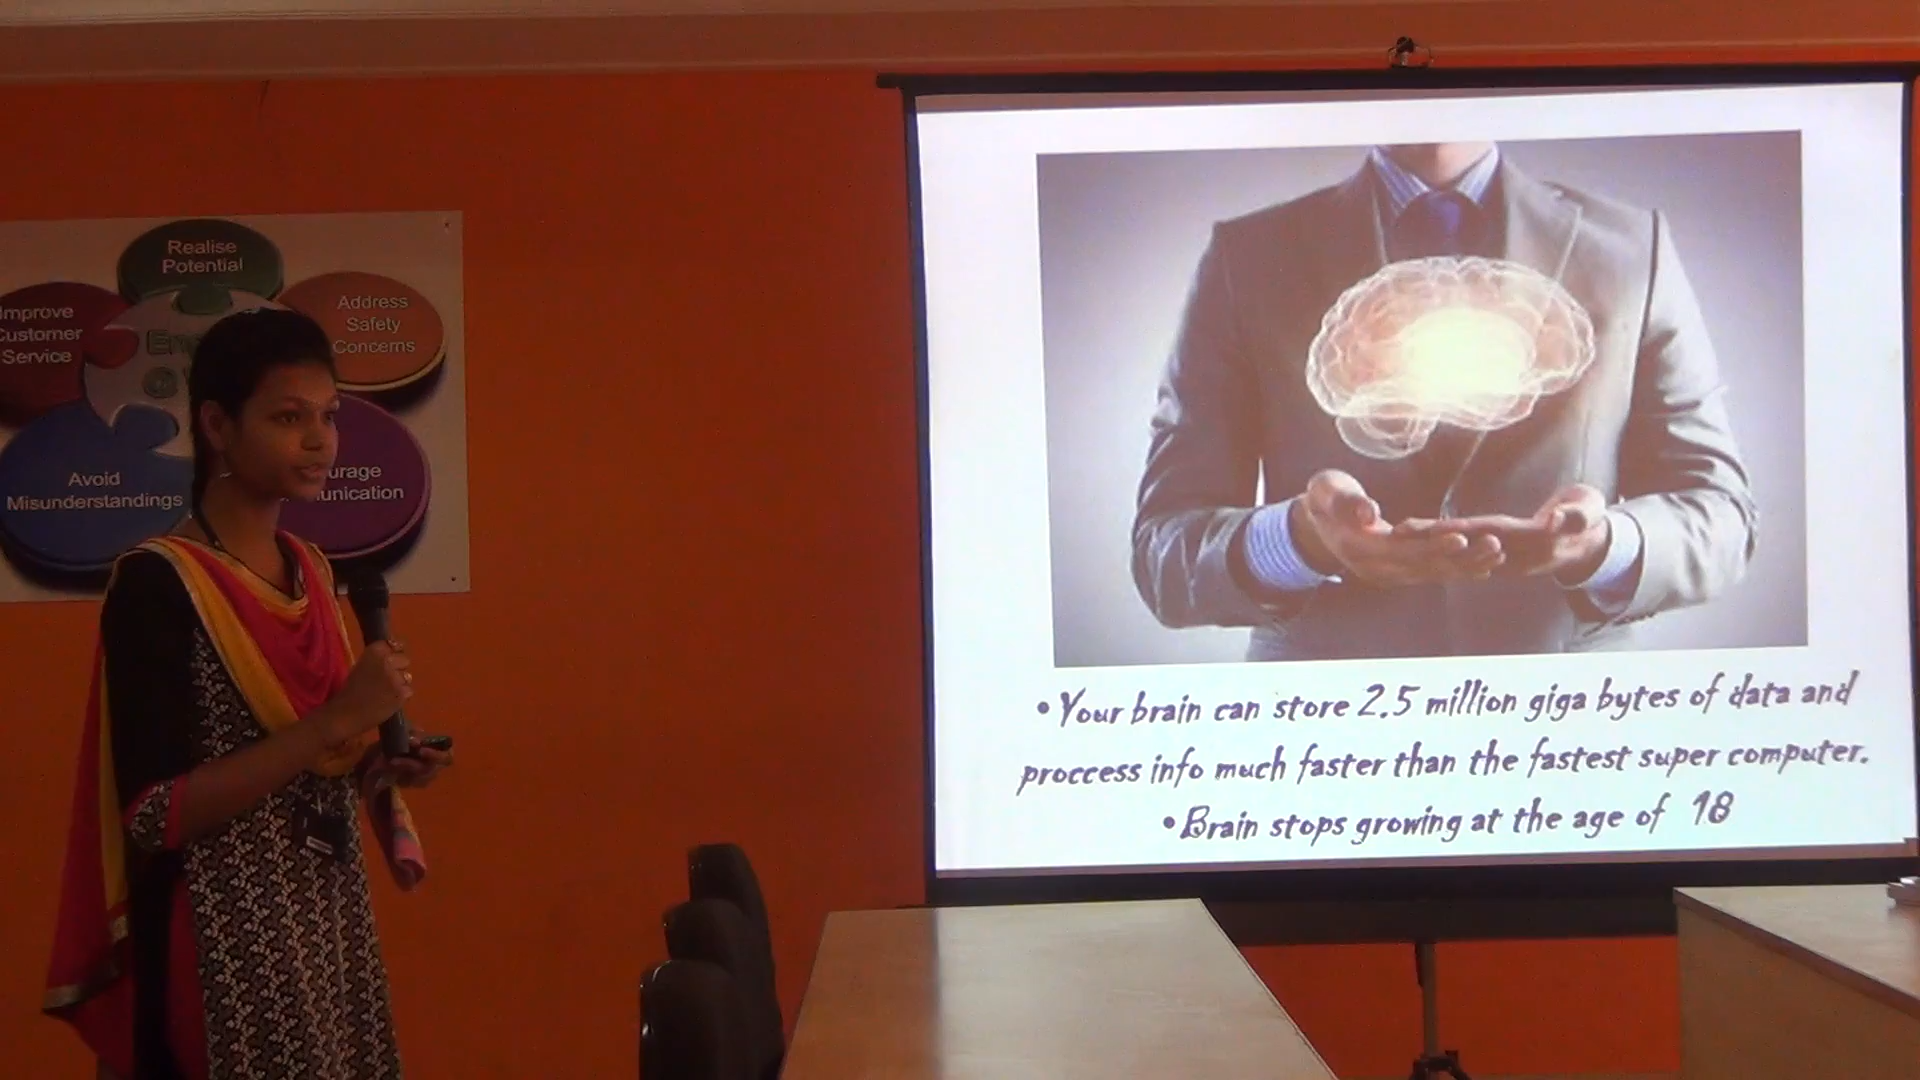 Realise
Potential
Improve
Customer
Service
Address
Safety
Concerns
Avoid
Misunderstandings
• Your brain can store 2.5 million giga bytes of data and
proccess info much faster than the fastest super computer.
• Brain stops growing at the age of 18